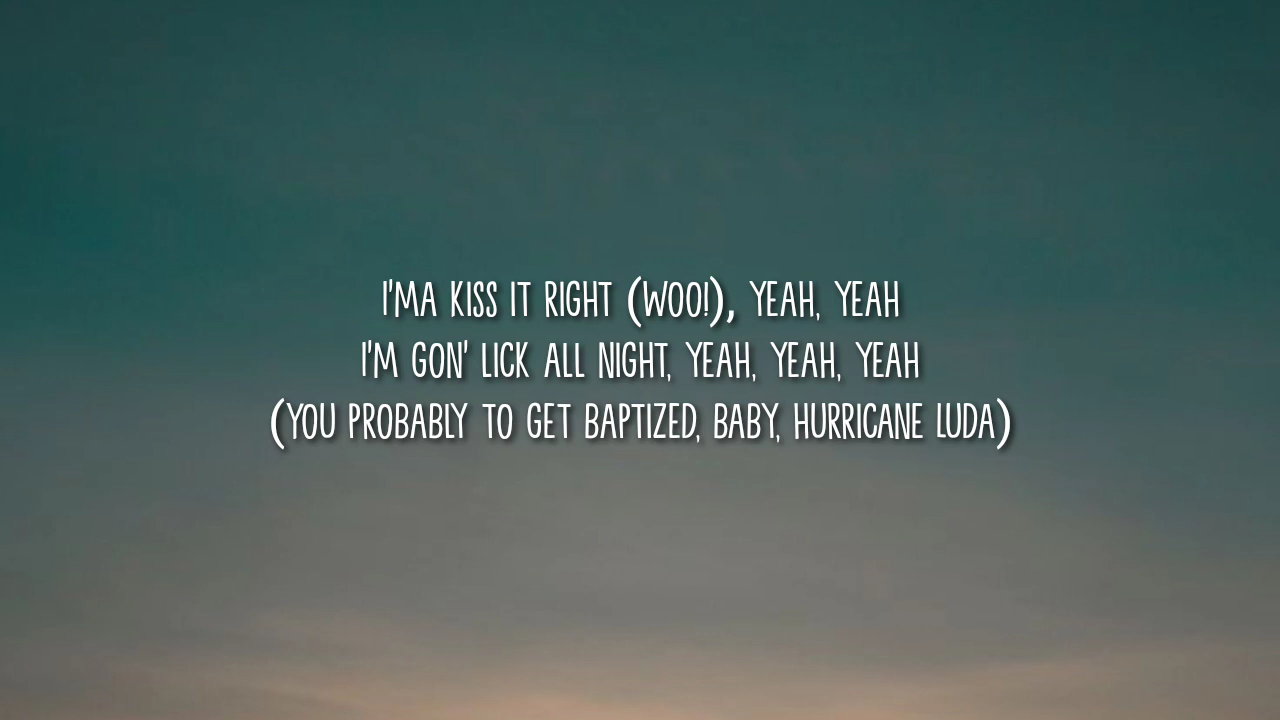 I'MA KISS IT RIGHT (WOO!), YEAH, YEAH
I'M GON' LICK ALL NIGHT, YEAH, YEAH, YEAH
(YOU PROBABLY TO GET BAPTIZED, BABY, HURRICANE LUDA)